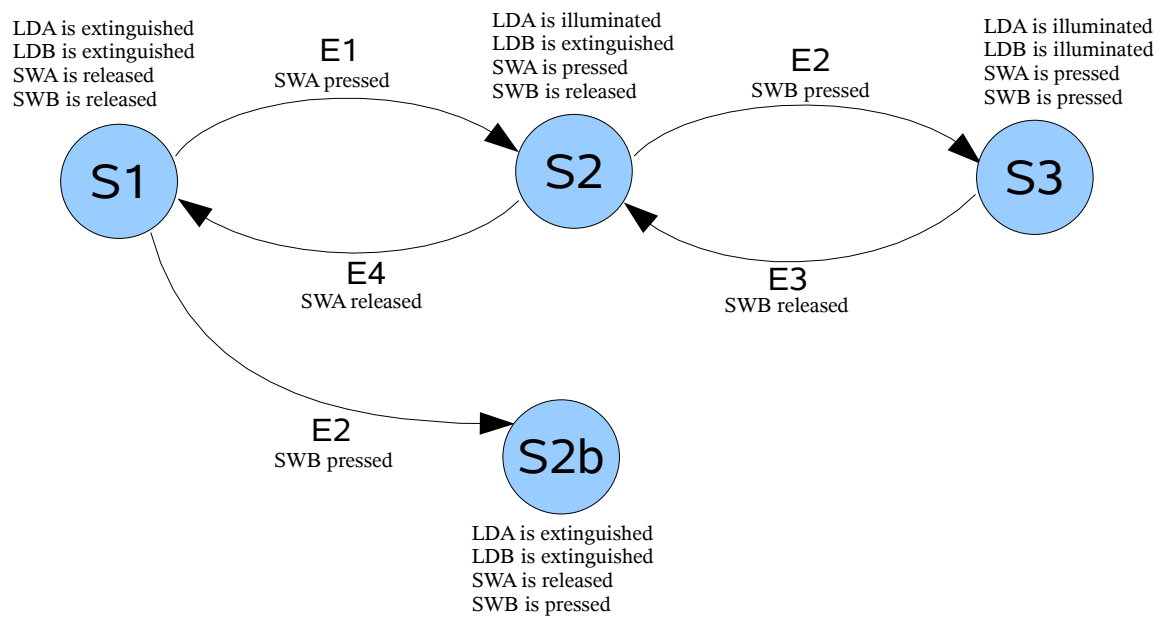 LDA is extinguished
LDB is extinguished
SWA is released
SWB is released
E1
SWA pressed
LDA is illuminated
LDB is extinguished
SWA is pressed
SWB is released
E2
SWB pressed
LDA is illuminated
LDB is illuminated
SWA is pressed
SWB is pressed
S1
S2
S3
E4
SWA released
E3
SWB released
E2
SWB pressed
S2b
LDA is extinguished
LDB is extinguished
SWA is released
SWB is pressed